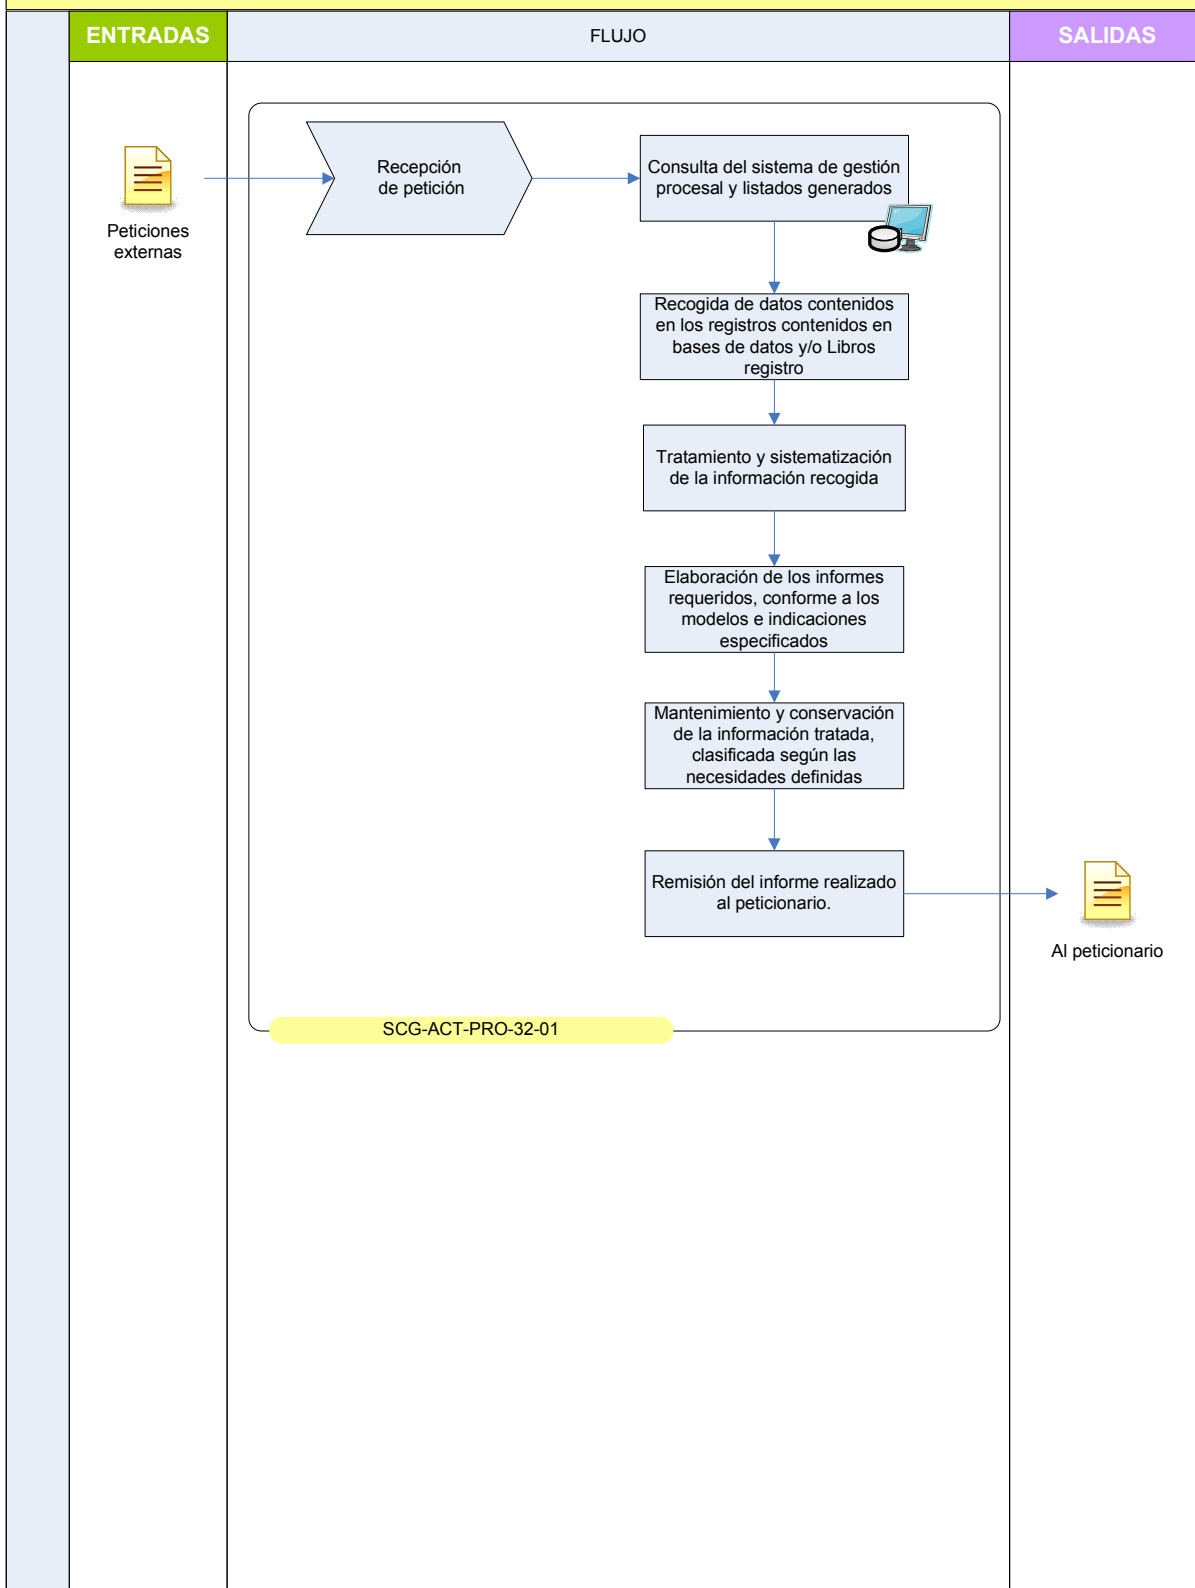 ENTRADAS
FLUJO
SALIDAS
Peticiones
externas
Recepción
de petición
Consulta del sistema de gestión
procesal y listados generados
Recogida de datos contenidos
en los registros contenidos en
bases de datos y/o Libros
registro
Tratamiento y sistematización
de la información recogida
Elaboración de los informes
requeridos, conforme a los
modelos e indicaciones
especificados
Mantenimiento y conservación
de la información tratada,
clasificada según las
necesidades definidas
Remisión del informe realizado
al peticionario.
Al peticionario
SCG-ACT-PRO-32-01